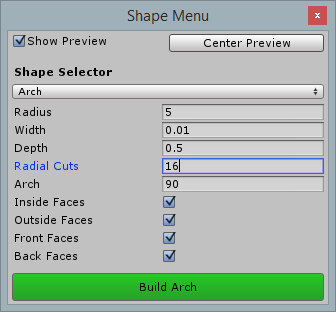 Shape Menu
x
Show Preview
Center Preview
Shape Selector
Arch
Radius 5
Width 0.01
Depth 0.5
Radial Cuts 16
Arch 90
Inside Faces
Outside Faces
Front Faces
Back Faces
Build Arch